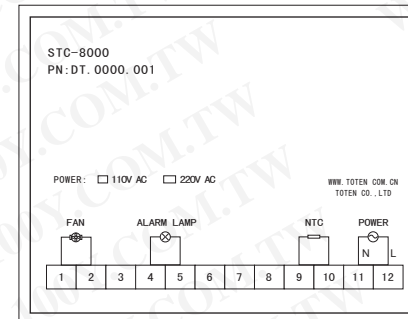 STC-8000
PN:DT.0000.001
POWER: 110V AC 220V AC
WWW.TOTEN COM.CN
TOTEN CO.,LTD
FAN ALARM LAMP NTC POWER
N L
1 2 3 4 5 6 7 8 9 10 11 12